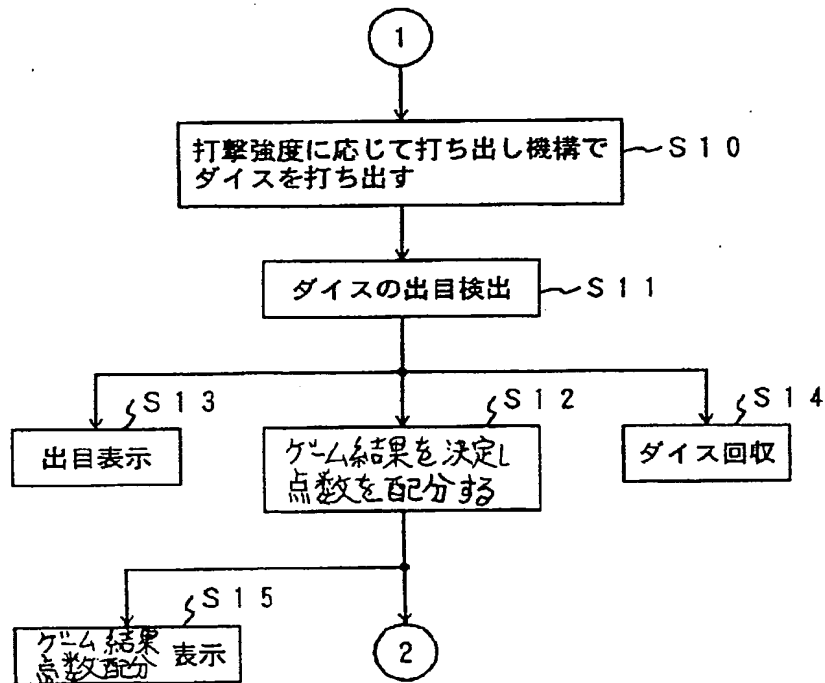 1
打撃強度に応じて打ち出し機構で
ダイスを打ち出す
S10
ダイスの出目検出
S11
S13
S12
S14
出目表示
ゲーム結果を決定し
点数を配分する
ダイス回収
S15
ゲーム結果
点数配分 表示
2